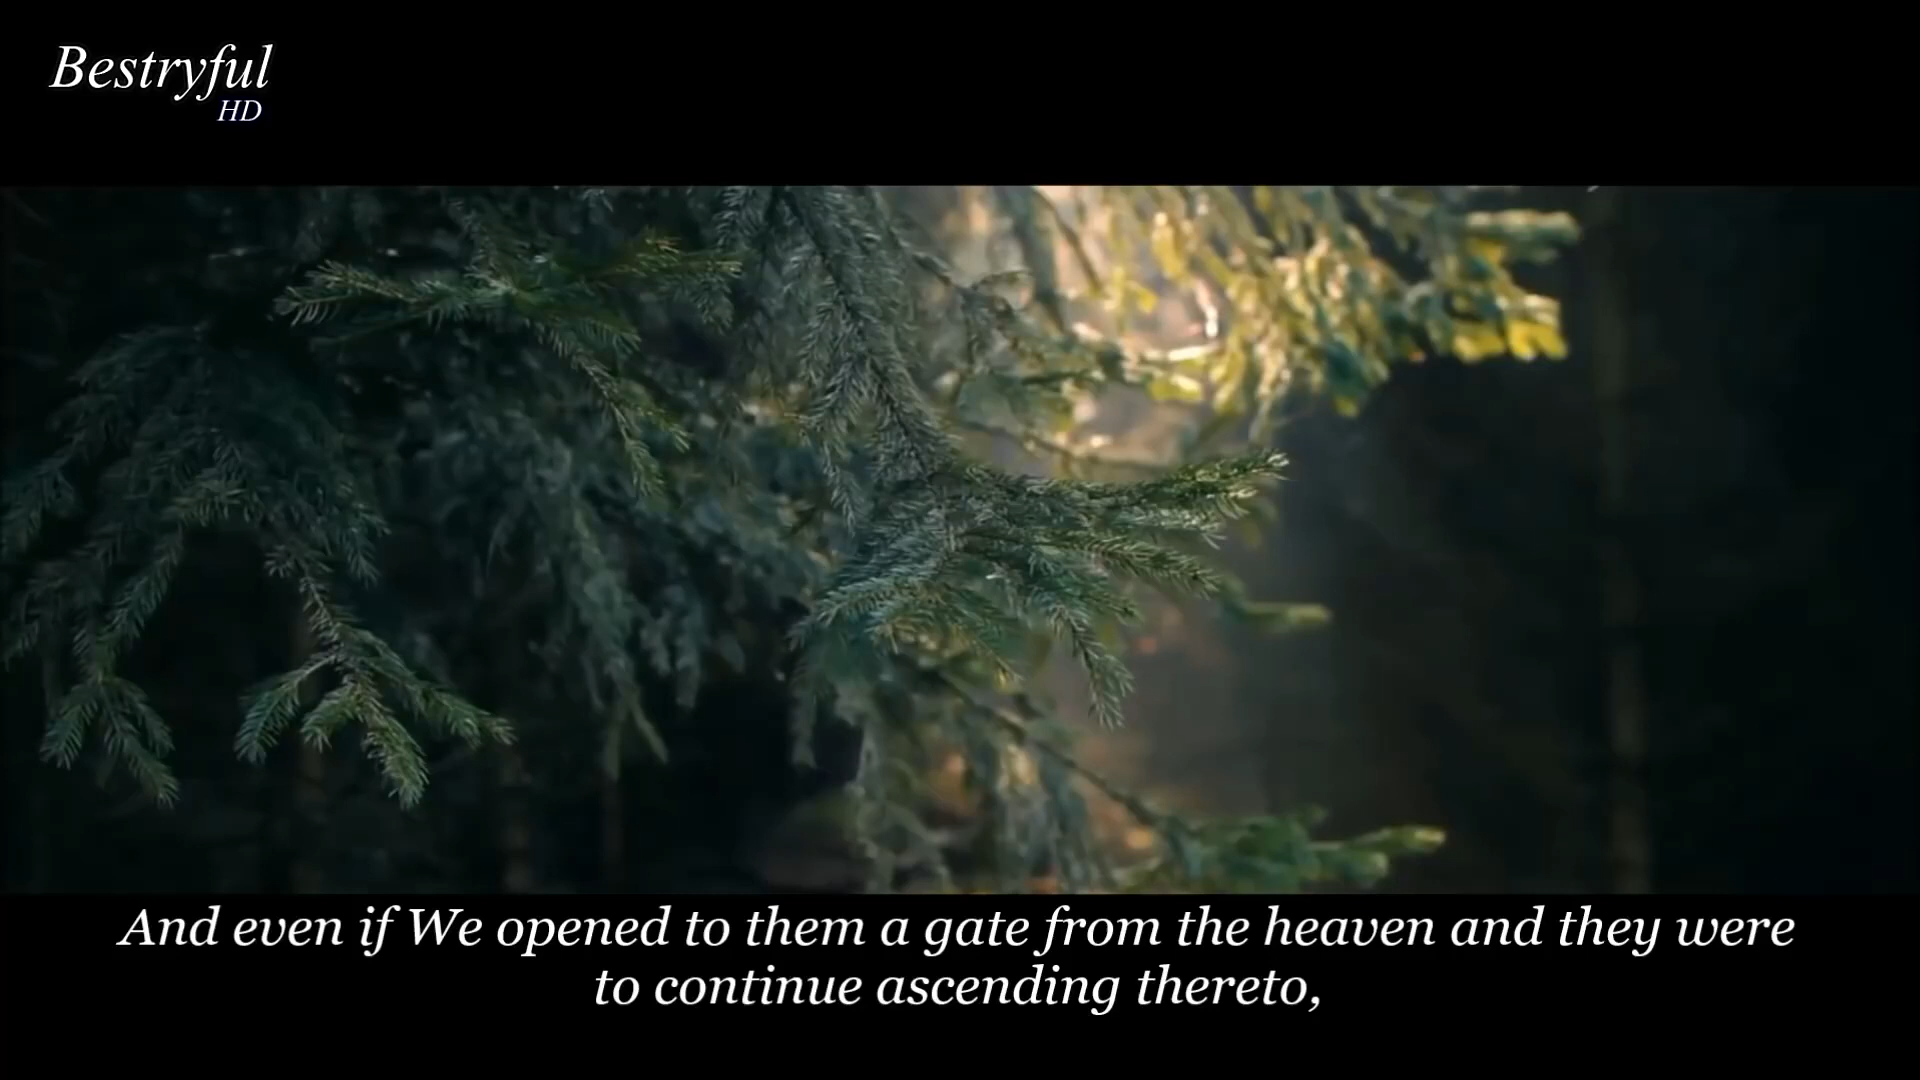 Bestryful
HD
And even if We opened to them a gate from the heaven and they were
to continue ascending thereto,